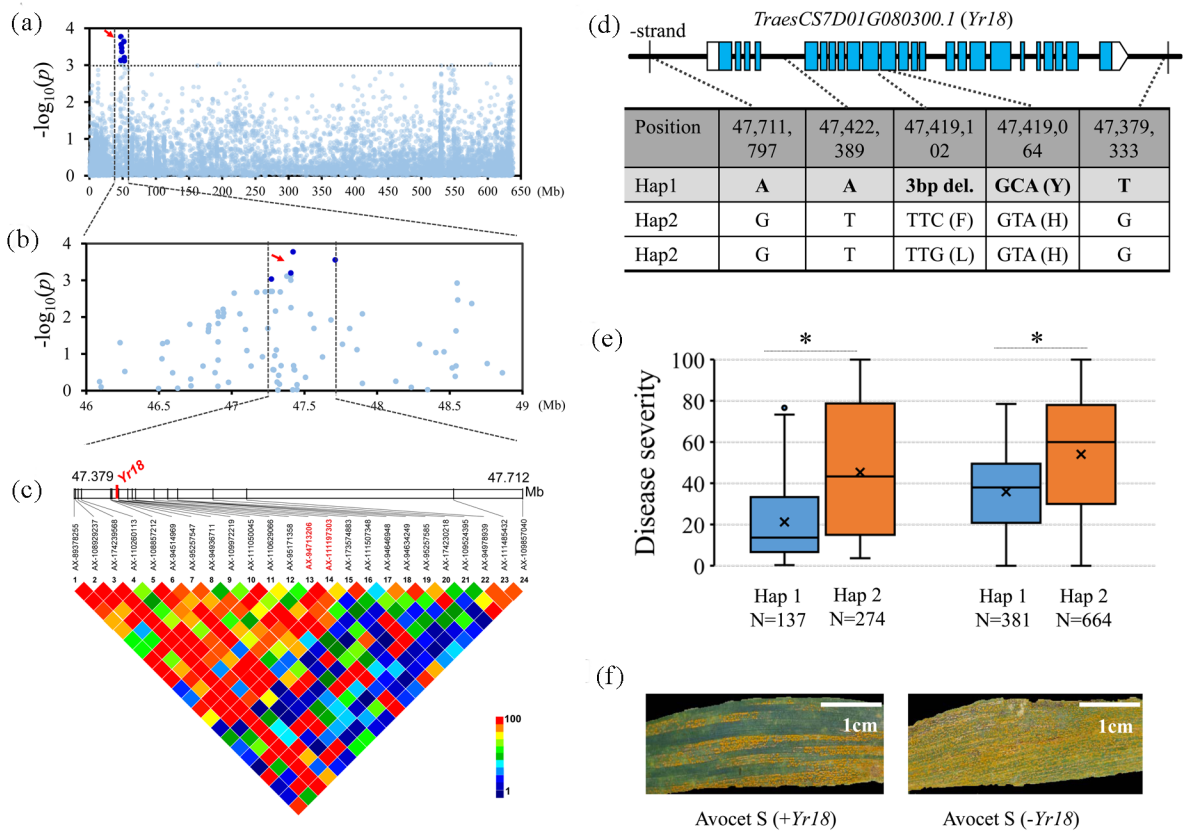 (a)
-log10(p)
4
3
2
1
0
0 50 100 150 200 250 300 350 400 450 500 550 600 650 (Mb)
(b)
-log10(p)
4
3
2
1
0
46 46.5 47 47.5 48 48.5 49 (Mb)
(c)
47.379 Yr18 47.712
Mb
AX-89378255
AX-108929237
AX-174239568
AX-110260113
AX-108857212
AX-94514969
AX-95257547
AX-94936711
AX-109972219
AX-111050045
AX-110629066
AX-95171358
AX-94713206
AX-111197303
AX-173574883
AX-111507348
AX-94646948
AX-94634249
AX-95257585
AX-174230218
AX-109524395
AX-94978939
AX-111485432
AX-109857040
1 2 3 4 5 6 7 8 9 10 11 12 13 14 15 16 17 18 19 20 21 22 23 24
100
1
(d)
TraesCS7D01G080300.1 (Yr18)
-strand
Position 47,711,797 47,422,389 47,419,102 47,419,064 47,379,333
Hap1 A A 3bp del. GCA (Y) T
Hap2 G T TTC (F) GTA (H) G
Hap2 G T TTG (L) GTA (H) G
(e)
Disease severity
100
80
60
40
20
0
* *
Hap 1 Hap 2 Hap 1 Hap 2
N=137 N=274 N=381 N=664
(f)
1cm 1cm
Avocet S (+Yr18) Avocet S (-Yr18)